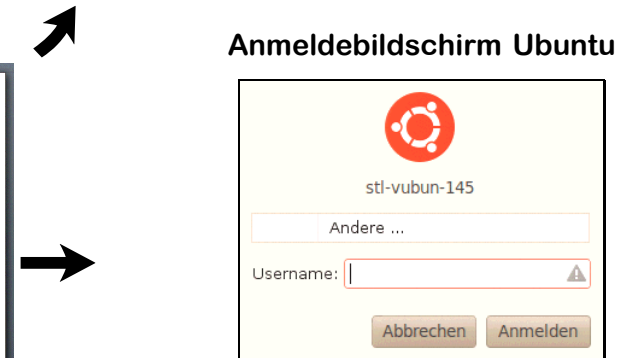 Anmeldebildschirm Ubuntu
stl-vubun-145
Andere ...
Username:
Abbrechen Anmelden